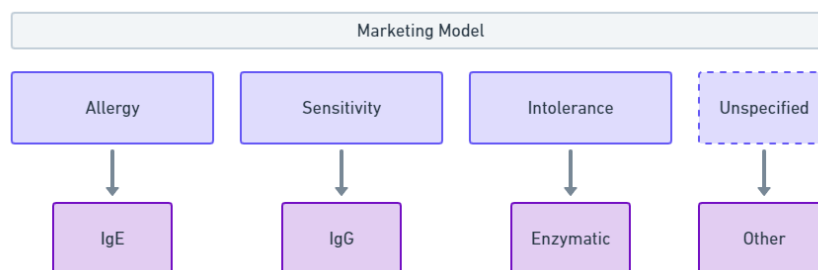 Marketing Model
Allergy
Sensitivity
Intolerance
Unspecified
IgE
IgG
Enzymatic
Other